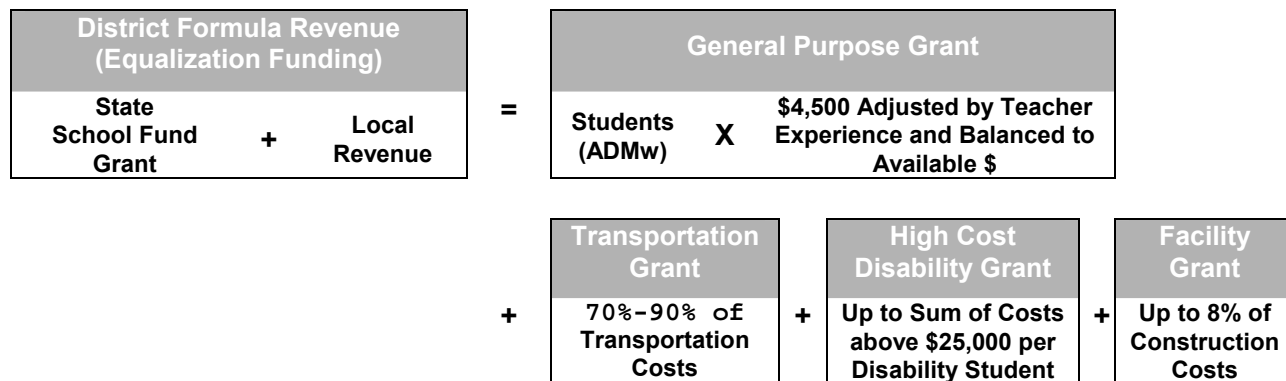 District Formula Revenue
(Equalization Funding)
State
School Fund
Grant
+
Local
Revenue
=
General Purpose Grant
Students
(ADMw)
X
$4,500 Adjusted by Teacher
Experience and Balanced to
Available $
+
Transportation
Grant
70%-90% of
Transportation
Costs
+
High Cost
Disability Grant
Up to Sum of Costs
above $25,000 per
Disability Student
+
Facility
Grant
Up to 8% of
Construction
Costs